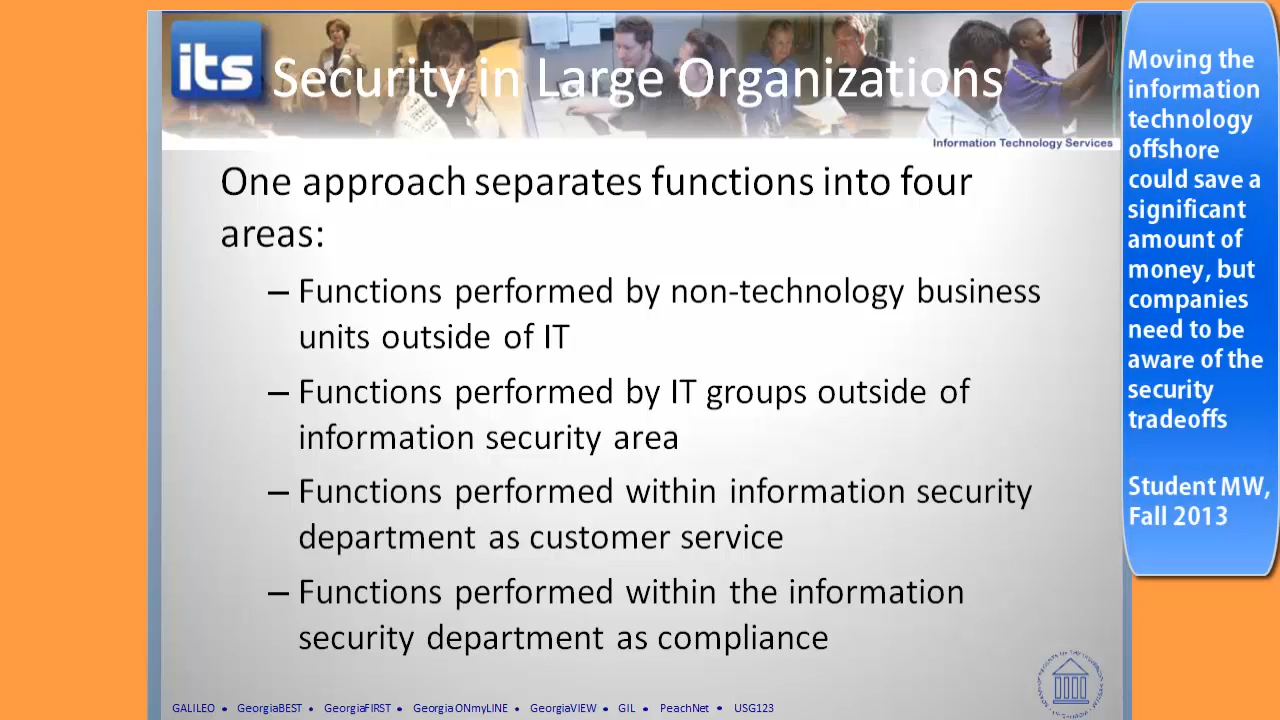 its
Security in Large Organizations
Information Technology Services
One approach separates functions into four
areas:
– Functions performed by non-technology business
units outside of IT
– Functions performed by IT groups outside of
information security area
– Functions performed within information security
department as customer service
– Functions performed within the information
security department as compliance
GALILEO • GeorgiaBEST • GeorgiaFIRST • Georgia ONmyLINE • GeorgiaVIEW • GIL • PeachNet • USG123
Moving the
information
technology
offshore
could save a
significant
amount of
money, but
companies
need to be
aware of the
security
tradeoffs
Student MW,
Fall 2013